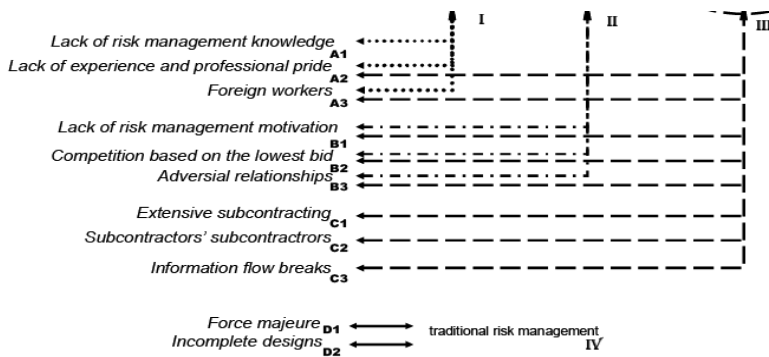 I II III
Lack of risk management knowledge A1
Lack of experience and professional pride A2
Foreign workers A3
Lack of risk management motivation B1
Competition based on the lowest bid B2
Adversial relationships B3
Extensive subcontracting C1
Subcontractors' subcontractrors C2
Information flow breaks C3
Force majeure D1 traditional risk management
Incomplete designs D2 IV